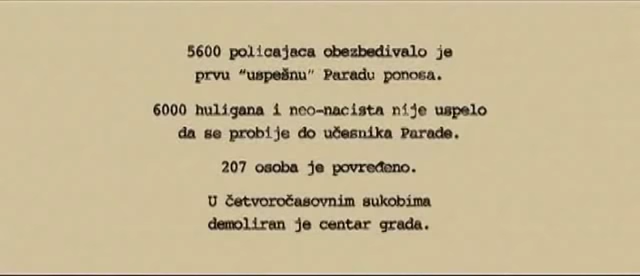 5600 policajaca obezbeđivalo je
prvu "uspešnu" Paradu ponosa.
6000 huligana i neo-nacista nije uspelo
da se probije do učesnika Parade.
207 osoba je povređeno.
U četvoročasovnim sukobima
demoliran je centar grada.